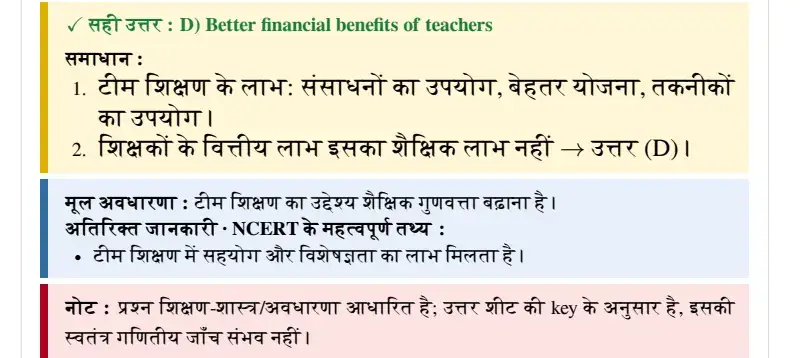 ✓ सही उत्तर : D) Better financial benefits of teachers
समाधान :
1. टीम शिक्षण के लाभ: संसाधनों का उपयोग, बेहतर योजना, तकनीकों
का उपयोग।
2. शिक्षकों के वित्तीय लाभ इसका शैक्षिक लाभ नहीं → उत्तर (D)।
मूल अवधारणा : टीम शिक्षण का उद्देश्य शैक्षिक गुणवत्ता बढ़ाना है।
अतिरिक्त जानकारी · NCERT के महत्वपूर्ण तथ्य :
• टीम शिक्षण में सहयोग और विशेषज्ञता का लाभ मिलता है।
नोट : प्रश्न शिक्षण-शास्त्र/अवधारणा आधारित है; उत्तर शीट की key के अनुसार है, इसकी
स्वतंत्र गणितीय जाँच संभव नहीं।